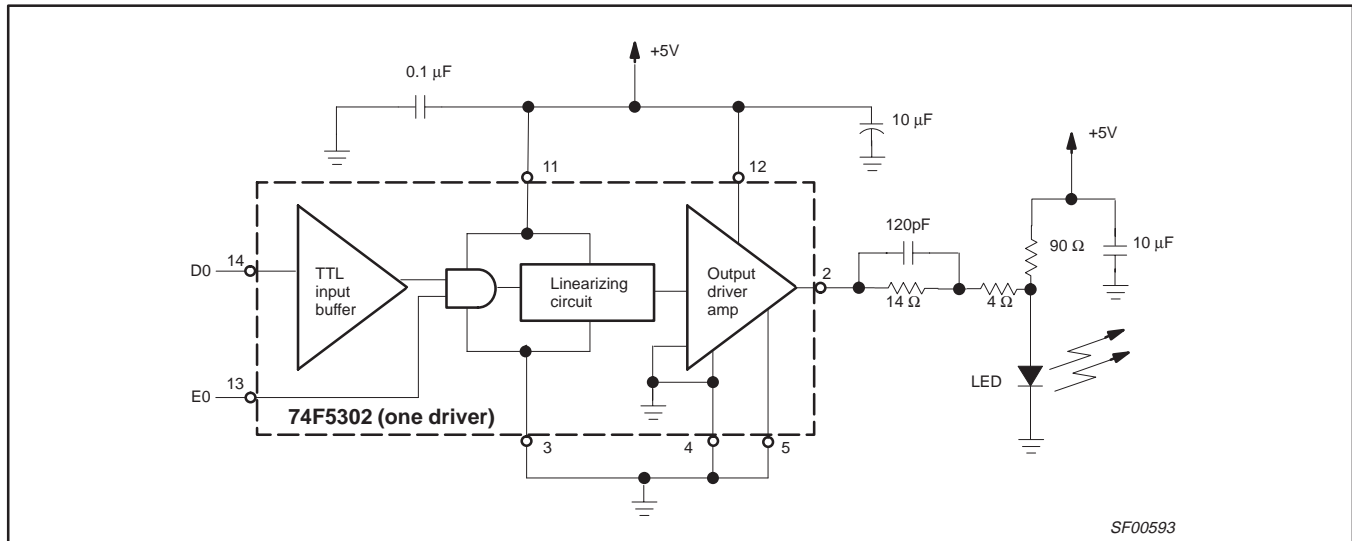 +5V
0.1 µF
10 µF
+5V
11
12
120pF
90 Ω
10 µF
D0
14
TTL
input
buffer
Linearizing
circuit
Output
driver
amp
2
14 Ω
4 Ω
LED
E0
13
74F5302 (one driver)
3
4
5
SF00593